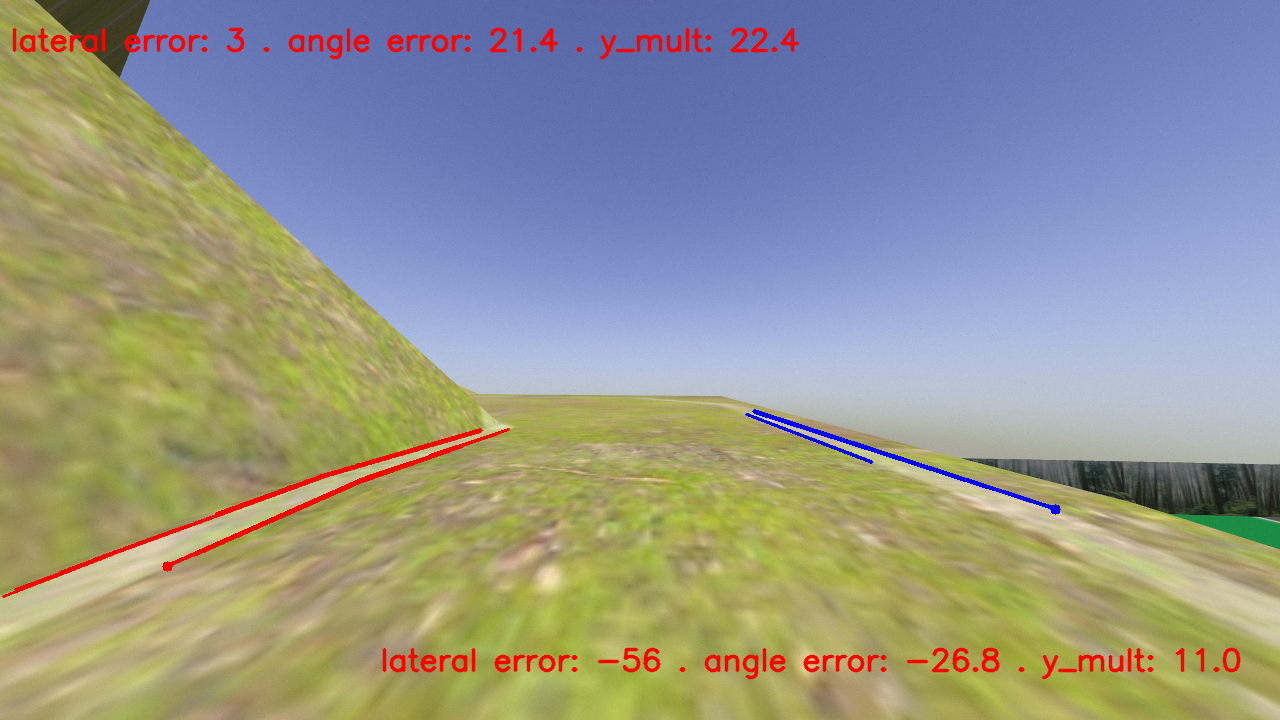 lateral error: 3 . angle error: 21.4 . y_mult: 22.4
lateral error: −56 . angle error: −26.8 . y_mult: 11.0